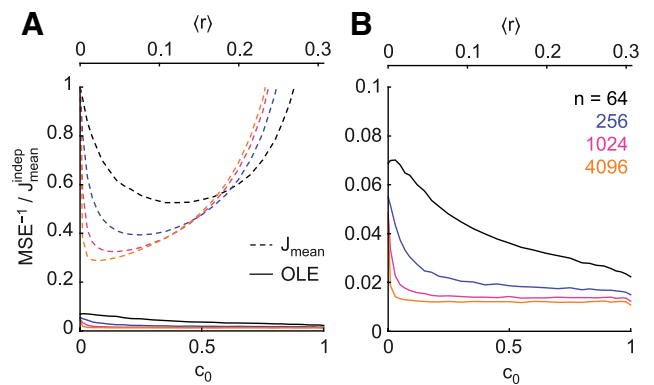 A
⟨r⟩
0 0.1 0.2 0.3
1
0.8
0.6
0.4
0.2
0
MSE⁻¹ / J_mean^indep
J_mean
OLE
0 0.5 1
c₀
B
⟨r⟩
0 0.1 0.2 0.3
0.1
0.08
0.06
0.04
0.02
0
n = 64
256
1024
4096
0 0.5 1
c₀